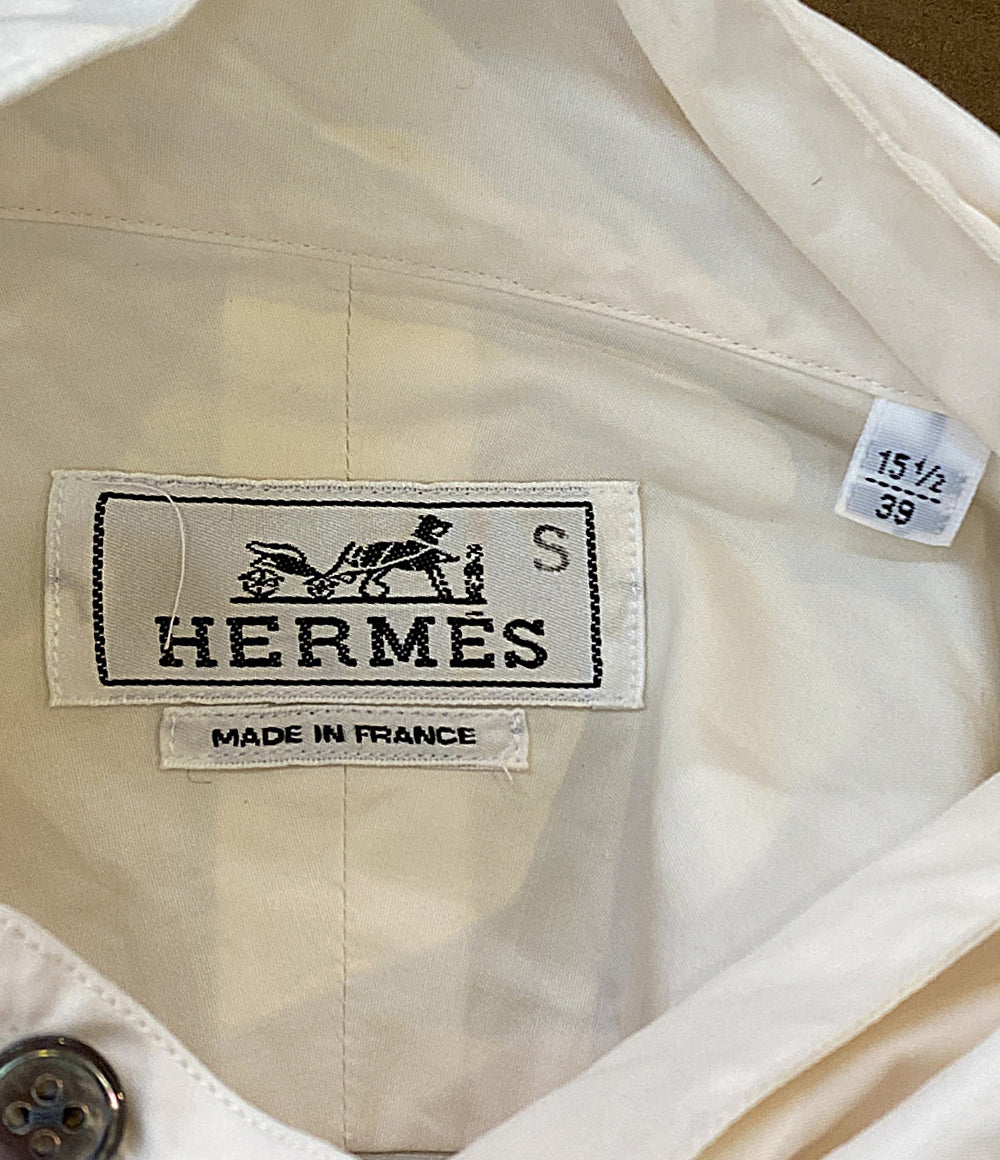 S
HERMÈS
MADE IN FRANCE
15 1/2
39